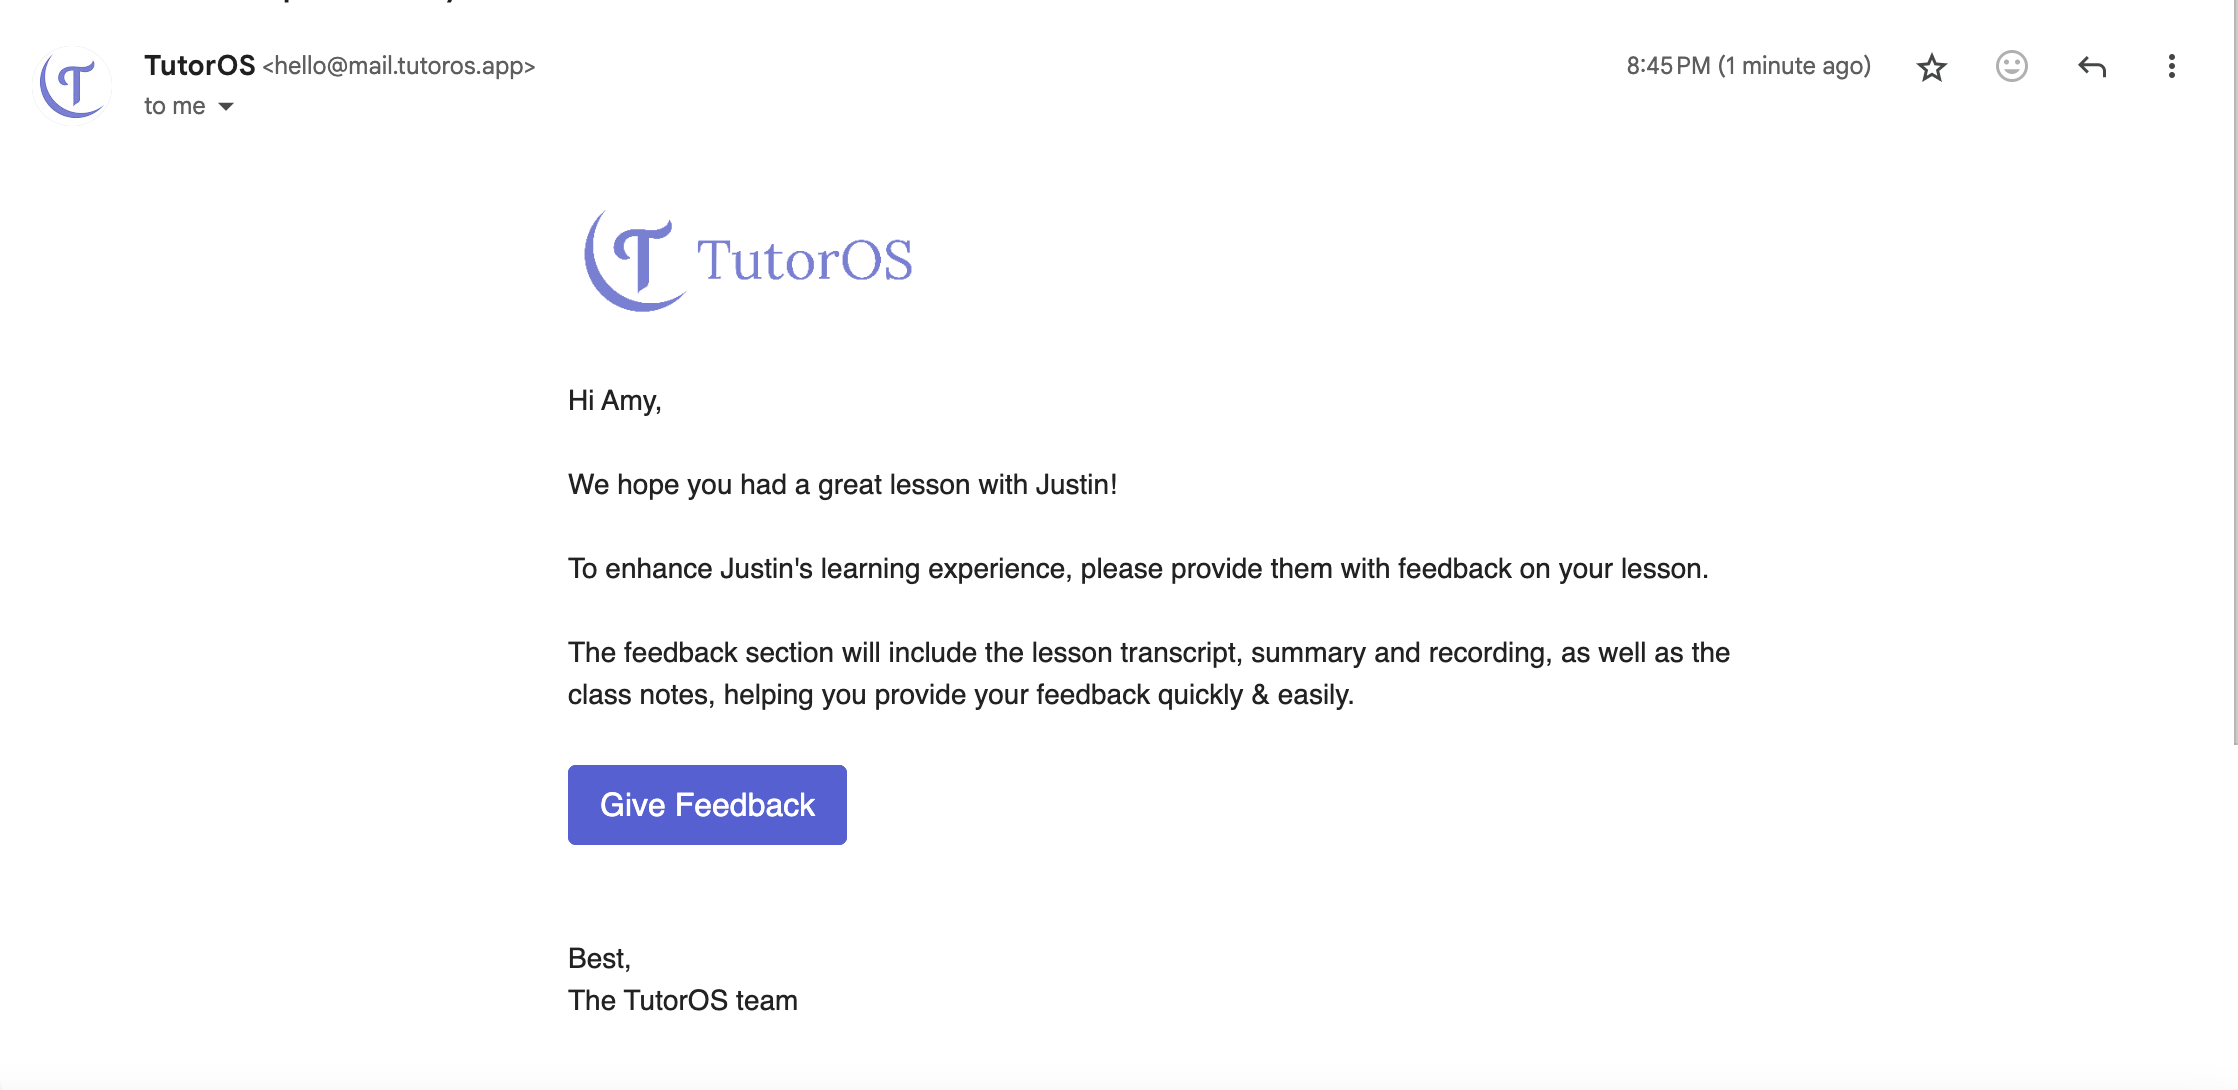 TutorOS <hello@mail.tutoros.app>
8:45 PM (1 minute ago)
to me
T TutorOS
Hi Amy,
We hope you had a great lesson with Justin!
To enhance Justin's learning experience, please provide them with feedback on your lesson.
The feedback section will include the lesson transcript, summary and recording, as well as the
class notes, helping you provide your feedback quickly & easily.
Give Feedback
Best,
The TutorOS team